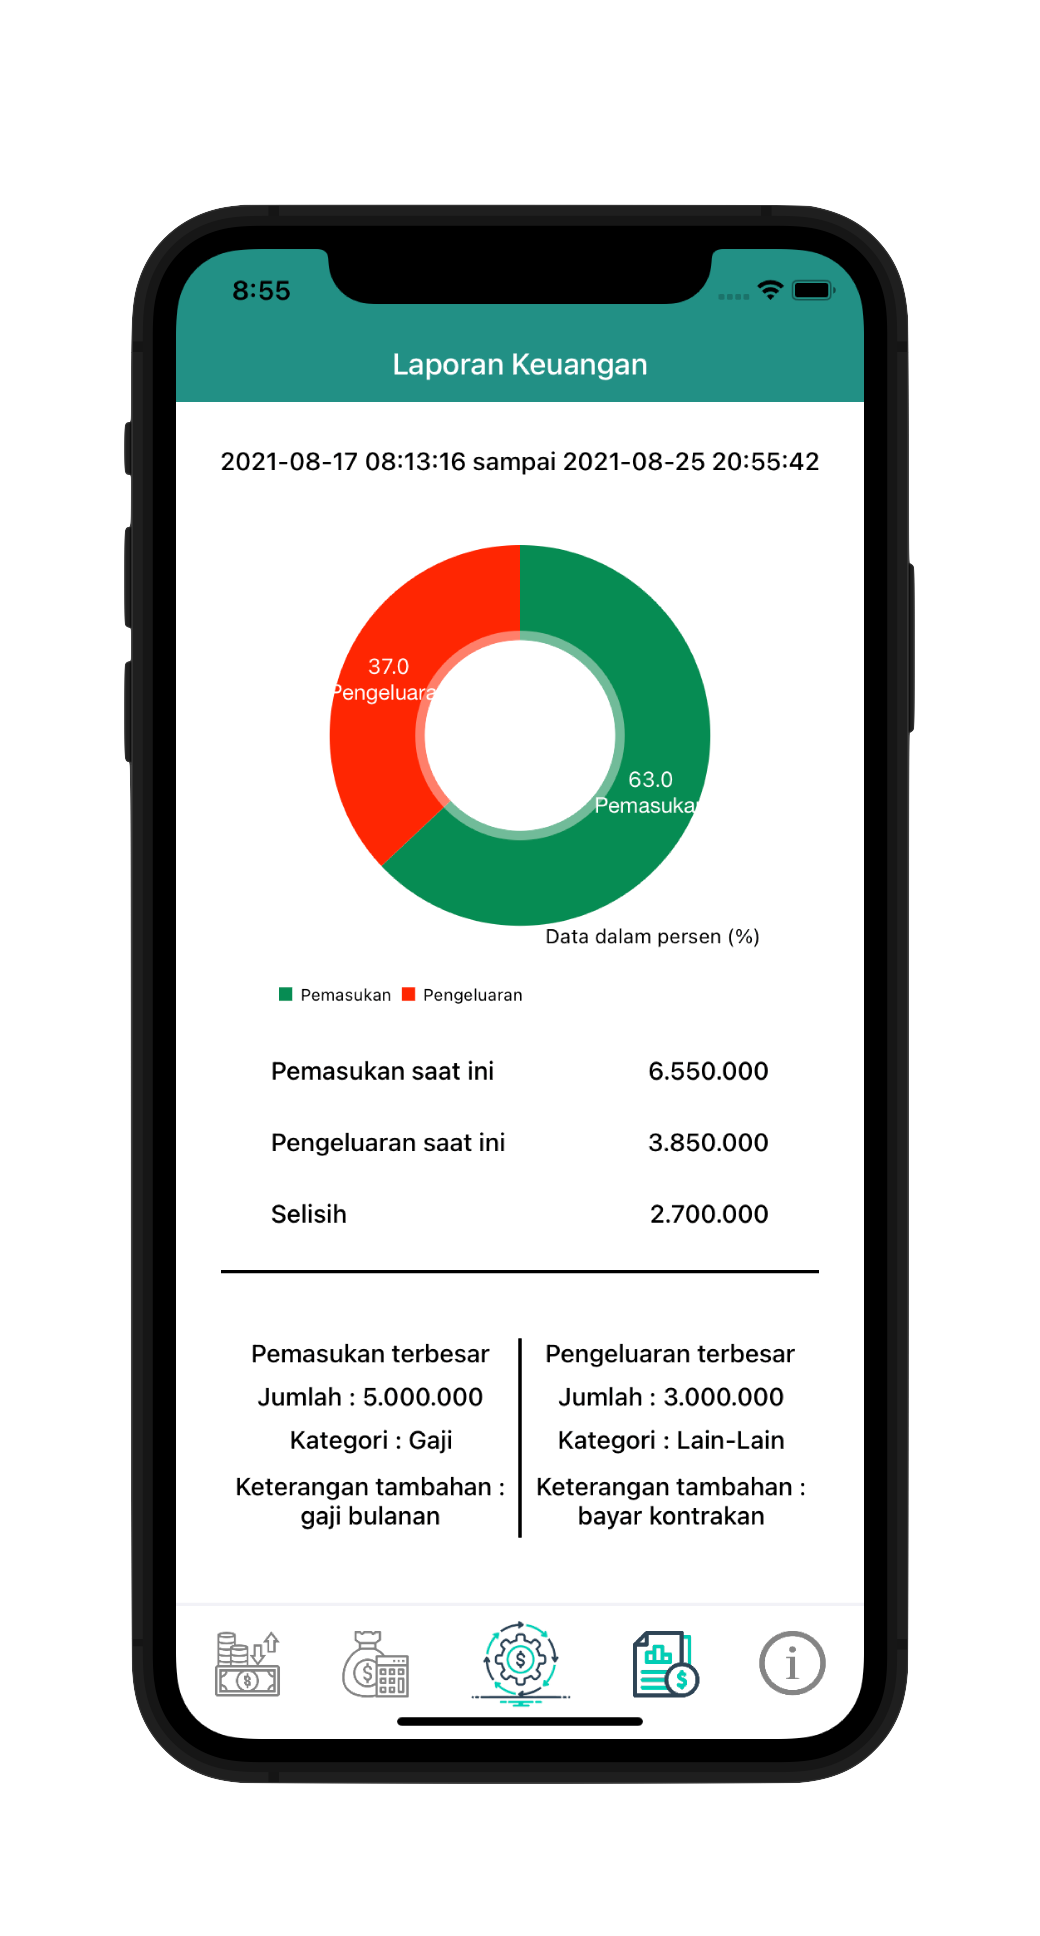 8:55
Laporan Keuangan
2021-08-17 08:13:16 sampai 2021-08-25 20:55:42
37.0
Pengeluara
63.0
Pemasukan
Data dalam persen (%)
Pemasukan Pengeluaran
Pemasukan saat ini 6.550.000
Pengeluaran saat ini 3.850.000
Selisih 2.700.000
Pemasukan terbesar
Jumlah : 5.000.000
Kategori : Gaji
Keterangan tambahan :
gaji bulanan
Pengeluaran terbesar
Jumlah : 3.000.000
Kategori : Lain-Lain
Keterangan tambahan :
bayar kontrakan